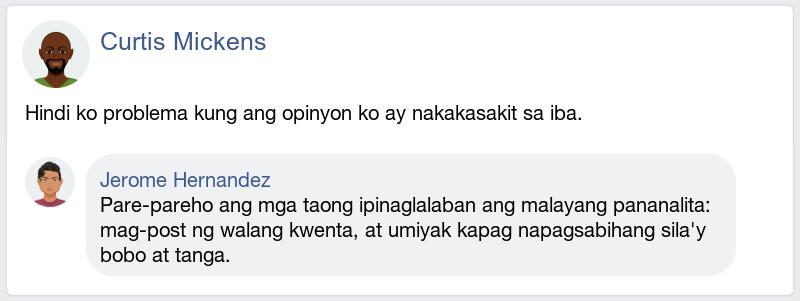 Curtis Mickens
Hindi ko problema kung ang opinyon ko ay nakakasakit sa iba.
Jerome Hernandez
Pare-pareho ang mga taong ipinaglalaban ang malayang pananalita:
mag-post ng walang kwenta, at umiyak kapag napagsabihang sila'y
bobo at tanga.